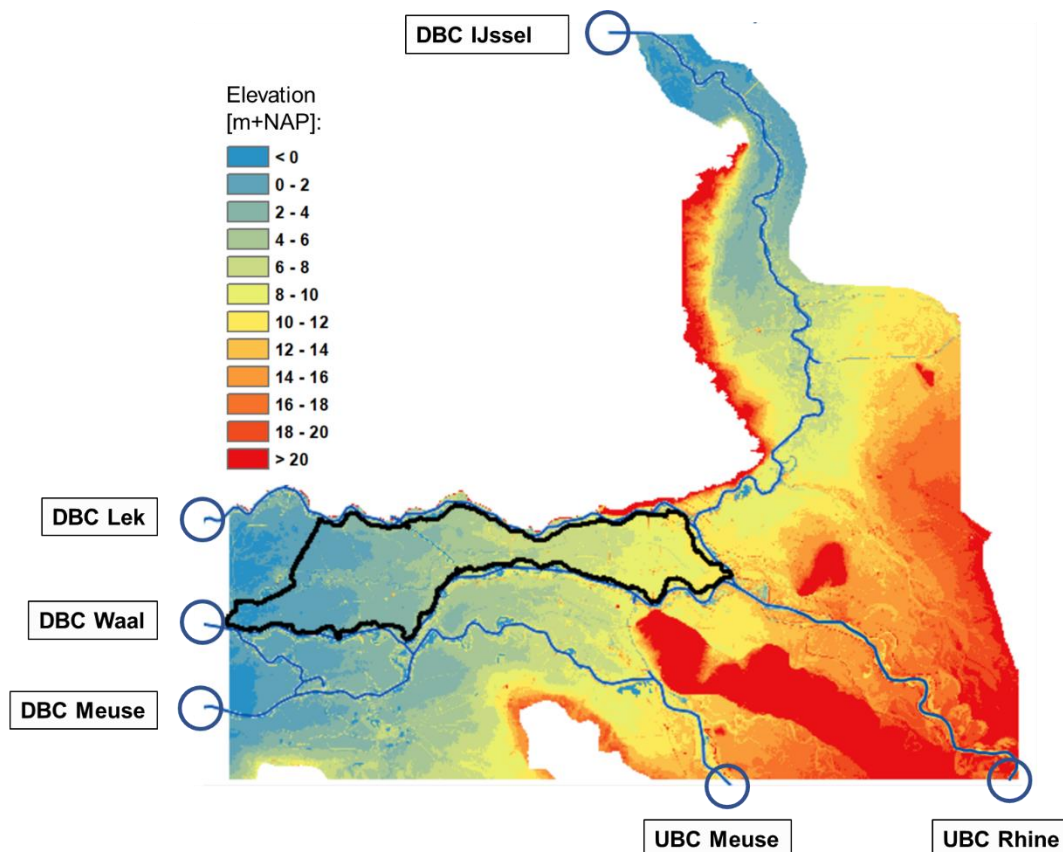 DBC IJssel
Elevation
[m+NAP]:
< 0
0 - 2
2 - 4
4 - 6
6 - 8
8 - 10
10 - 12
12 - 14
14 - 16
16 - 18
18 - 20
> 20
DBC Lek
DBC Waal
DBC Meuse
UBC Meuse
UBC Rhine